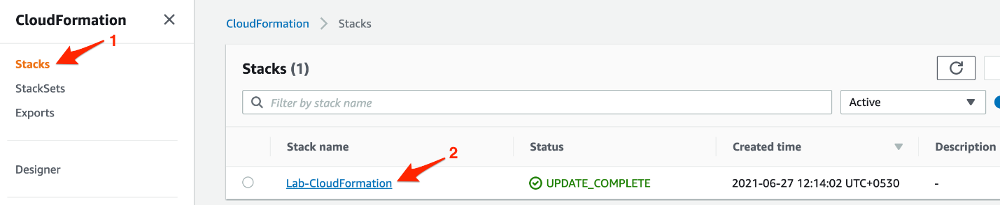 CloudFormation
1
Stacks
StackSets
Exports
Designer
CloudFormation Stacks
Stacks (1)
Filter by stack name
Active
Stack name Status Created time Description
2
Lab-CloudFormation UPDATE_COMPLETE 2021-06-27 12:14:02 UTC+0530 -